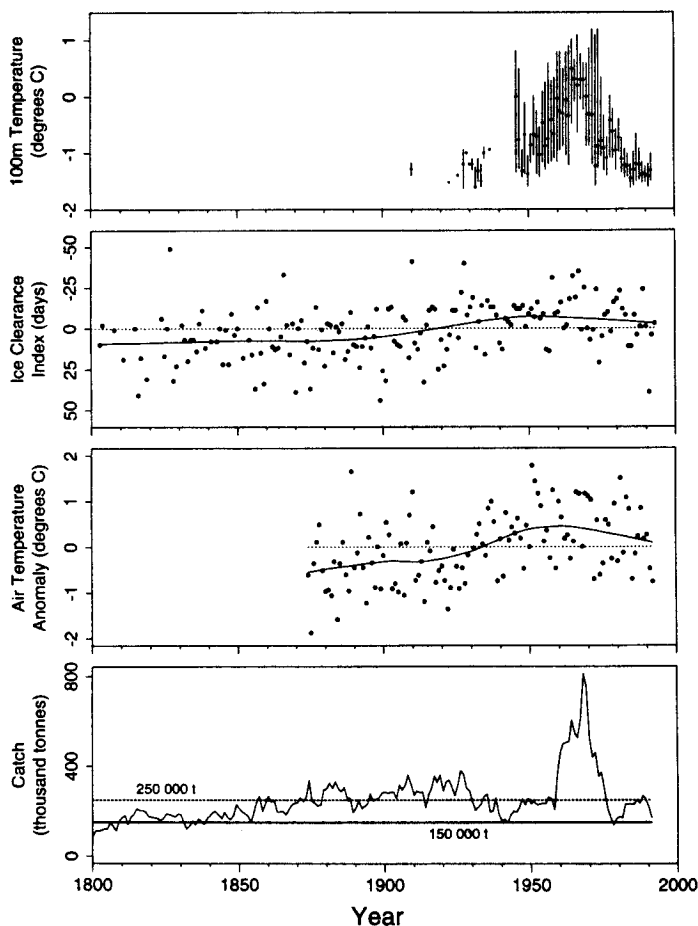 100m Temperature
(degrees C)
1
0
-1
-2
Ice Clearance
Index (days)
-50
-25
0
25
50
Air Temperature
Anomaly (degrees C)
2
1
0
-1
-2
Catch
(thousand tonnes)
800
400
0
250 000 t
150 000 t
1800
1850
1900
1950
2000
Year